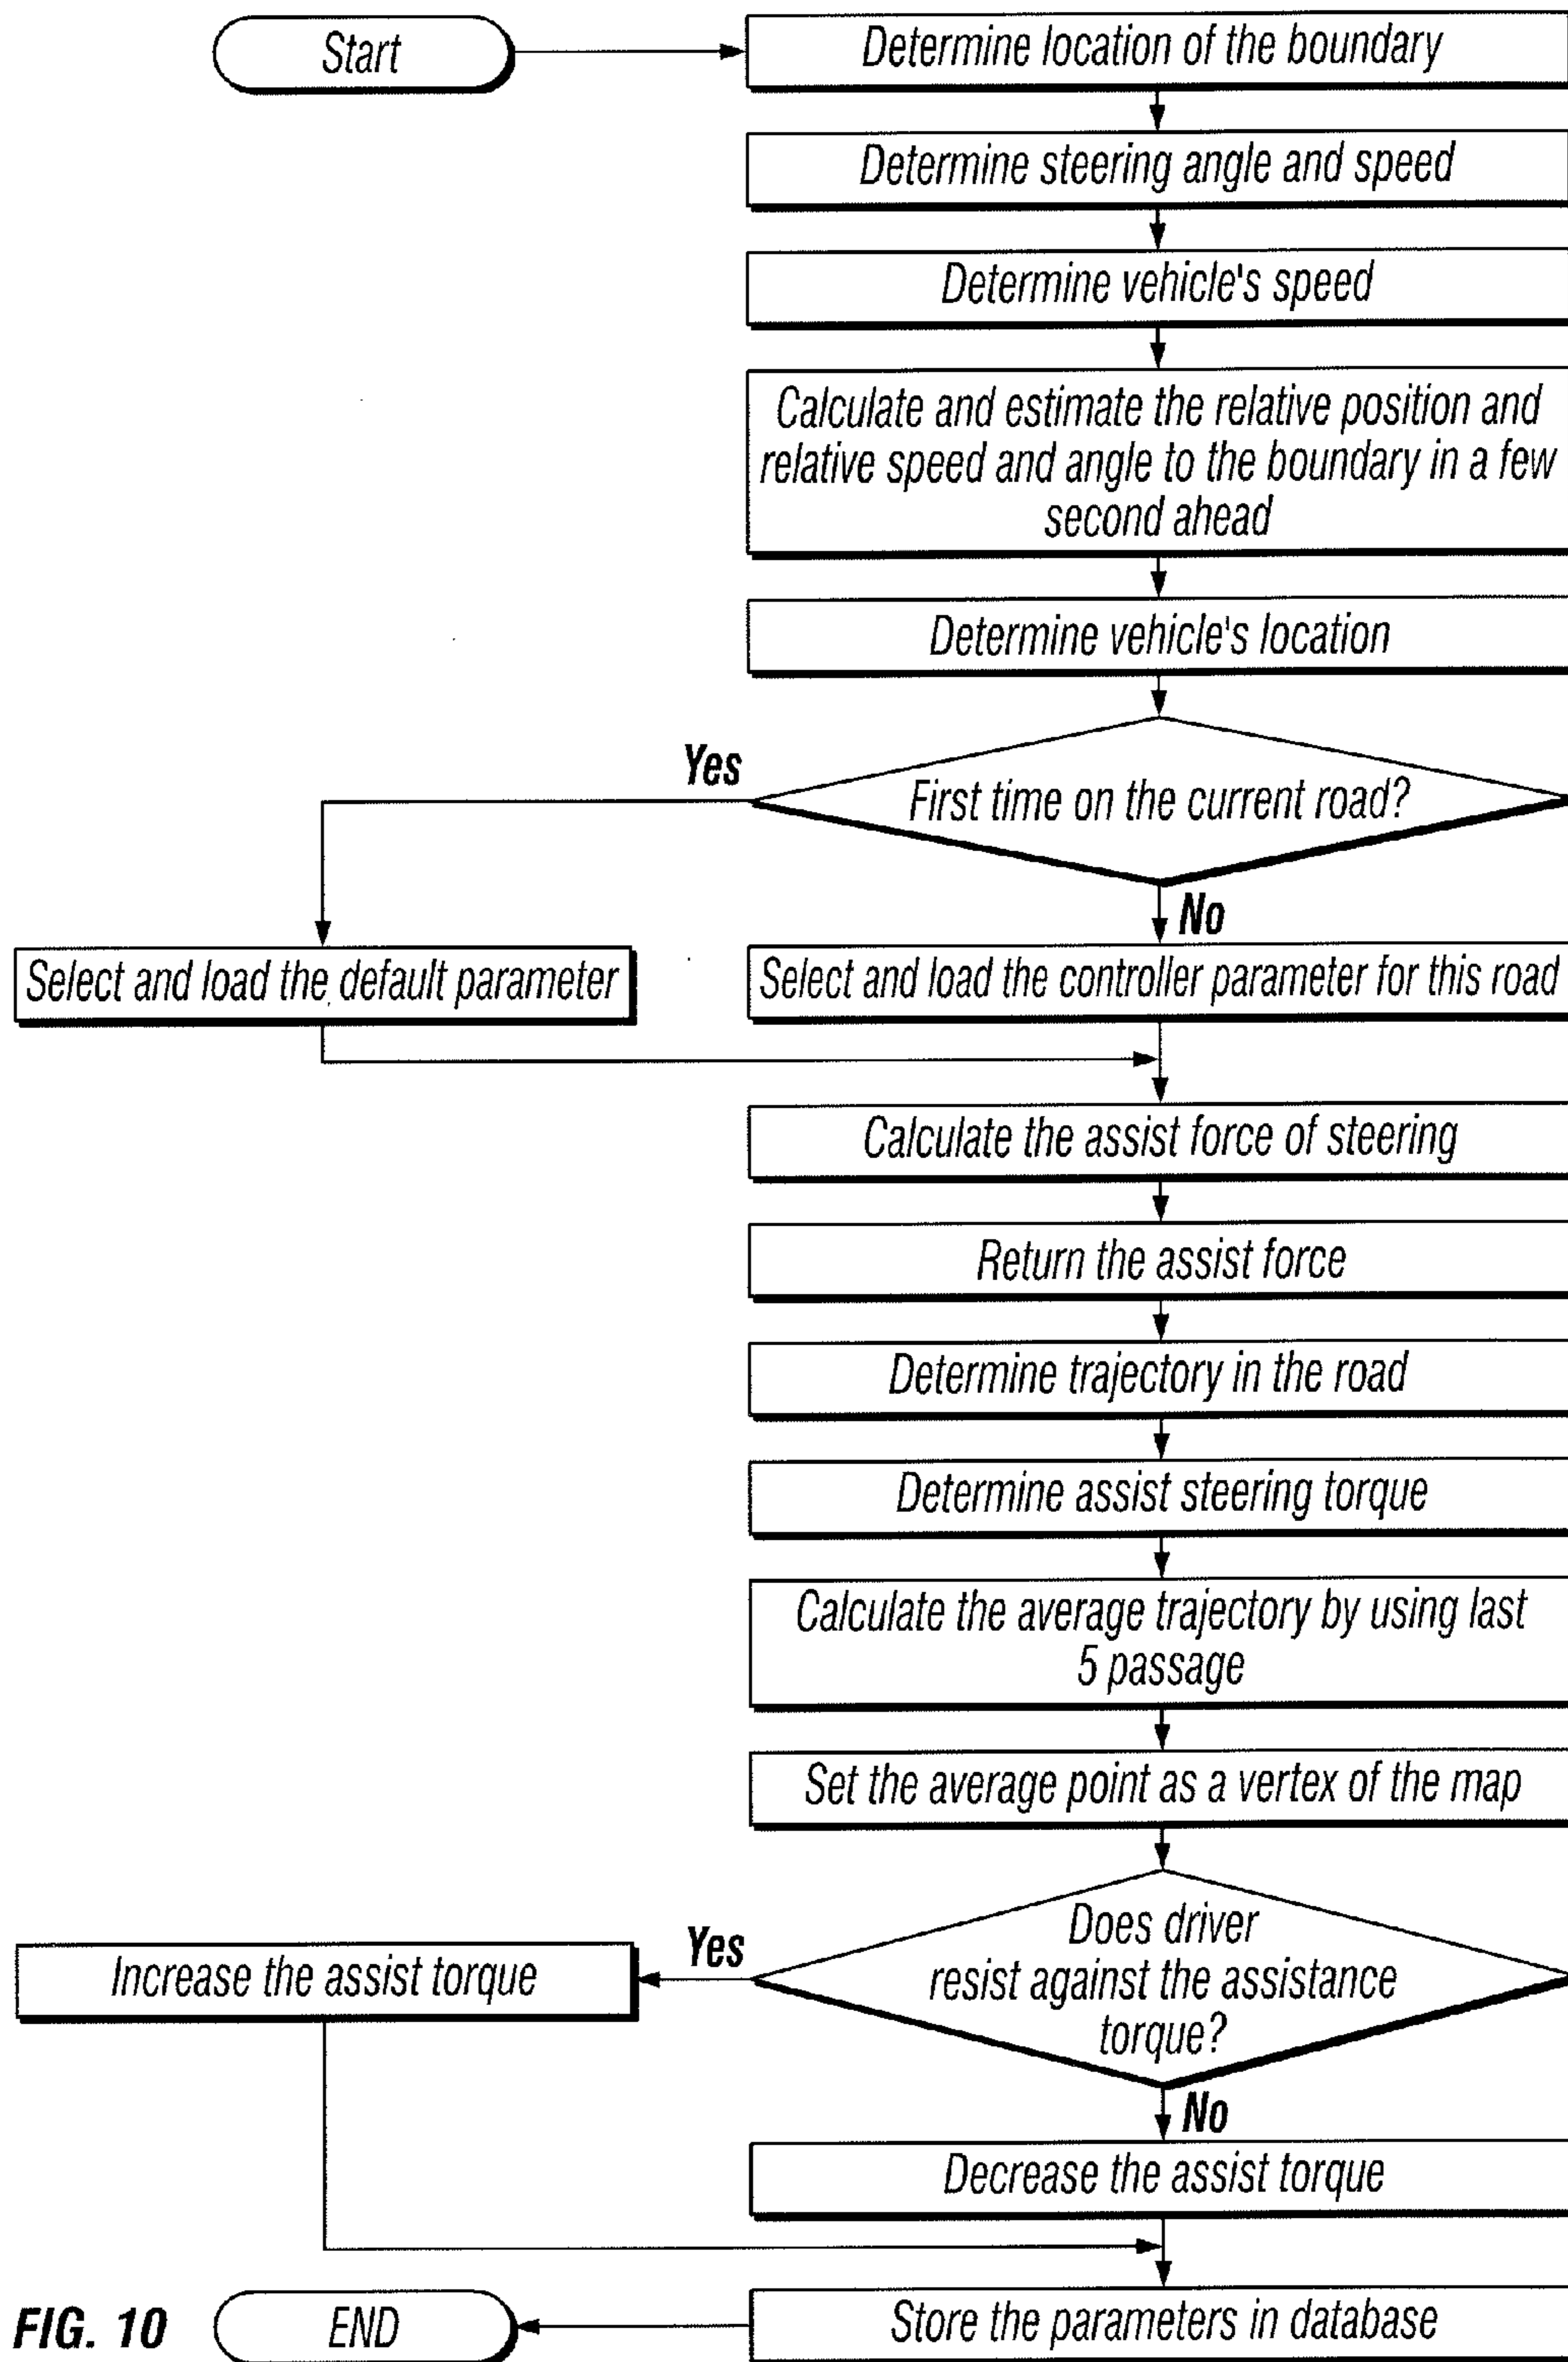 Start
Determine location of the boundary
Determine steering angle and speed
Determine vehicle's speed
Calculate and estimate the relative position and
relative speed and angle to the boundary in a few
second ahead
Determine vehicle's location
Yes
First time on the current road?
No
Select and load the default parameter
Select and load the controller parameter for this road
Calculate the assist force of steering
Return the assist force
Determine trajectory in the road
Determine assist steering torque
Calculate the average trajectory by using last
5 passage
Set the average point as a vertex of the map
Does driver
resist against the assistance
torque?
Yes
Increase the assist torque
No
Decrease the assist torque
Store the parameters in database
END
FIG. 10